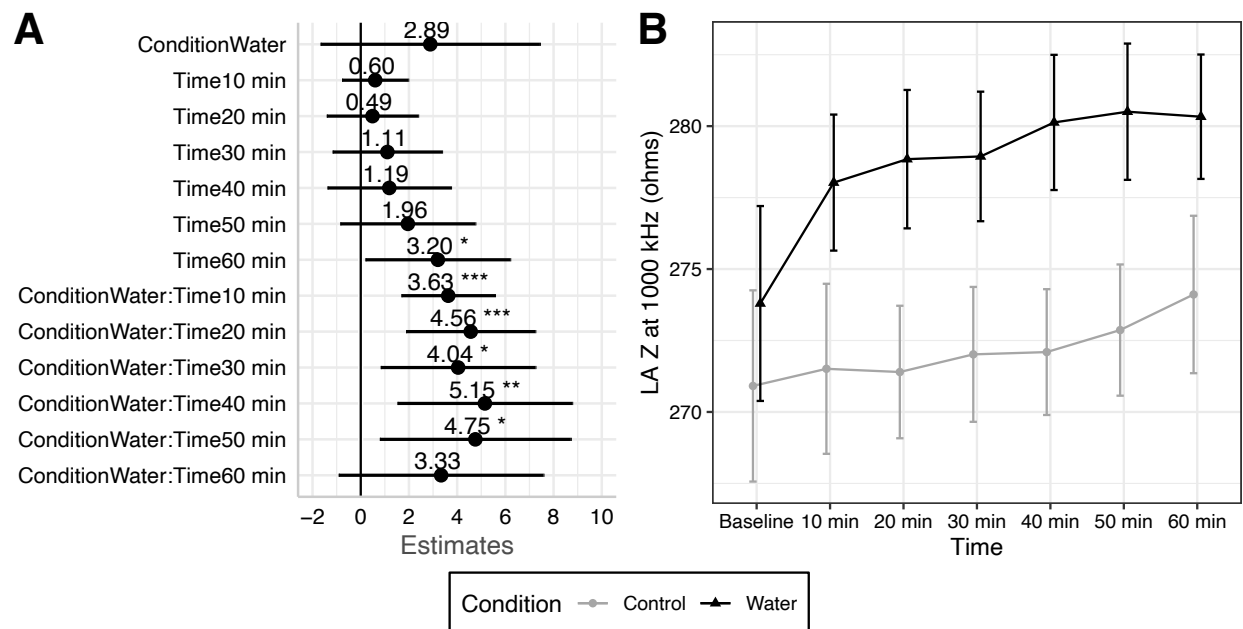 A
ConditionWater
2.89
Time10 min
0.60
Time20 min
0.49
Time30 min
1.11
Time40 min
1.19
Time50 min
1.96
Time60 min
3.20 *
ConditionWater:Time10 min
3.63 ***
ConditionWater:Time20 min
4.56 ***
ConditionWater:Time30 min
4.04 *
ConditionWater:Time40 min
5.15 **
ConditionWater:Time50 min
4.75 *
ConditionWater:Time60 min
3.33
−2 0 2 4 6 8 10
Estimates
B
LA Z at 1000 kHz (ohms)
280
275
270
Baseline 10 min 20 min 30 min 40 min 50 min 60 min
Time
Condition Control Water